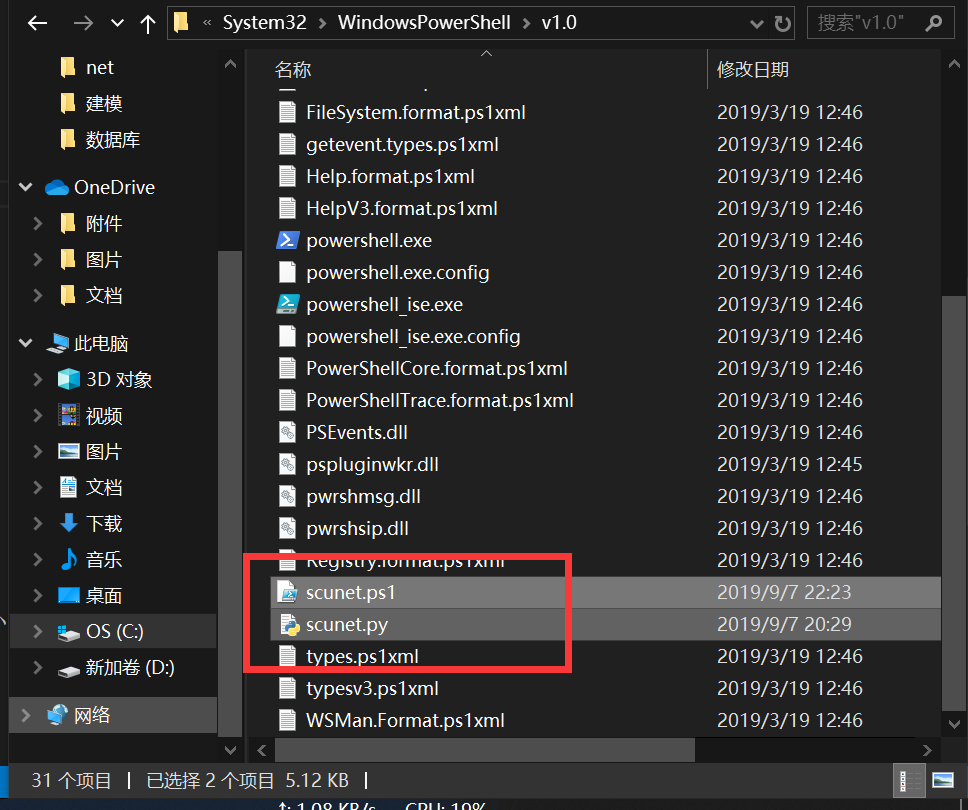 « System32 › WindowsPowerShell › v1.0
搜索"v1.0"
net
建模
数据库
OneDrive
附件
图片
文档
此电脑
3D 对象
视频
图片
文档
下载
音乐
桌面
OS (C:)
新加卷 (D:)
网络
名称 修改日期
FileSystem.format.ps1xml 2019/3/19 12:46
getevent.types.ps1xml 2019/3/19 12:46
Help.format.ps1xml 2019/3/19 12:46
HelpV3.format.ps1xml 2019/3/19 12:46
powershell.exe 2019/3/19 12:46
powershell.exe.config 2019/3/19 12:46
powershell_ise.exe 2019/3/19 12:46
powershell_ise.exe.config 2019/3/19 12:46
PowerShellCore.format.ps1xml 2019/3/19 12:46
PowerShellTrace.format.ps1xml 2019/3/19 12:46
PSEvents.dll 2019/3/19 12:46
pspluginwkr.dll 2019/3/19 12:45
pwrshmsg.dll 2019/3/19 12:46
pwrshsip.dll 2019/3/19 12:46
Registry.format.ps1xml 2019/3/19 12:46
scunet.ps1 2019/9/7 22:23
scunet.py 2019/9/7 20:29
types.ps1xml 2019/3/19 12:46
typesv3.ps1xml 2019/3/19 12:46
WSMan.Format.ps1xml 2019/3/19 12:46
31 个项目 | 已选择 2 个项目 5.12 KB |
↑: 1.08 KB/s CPU: 19%